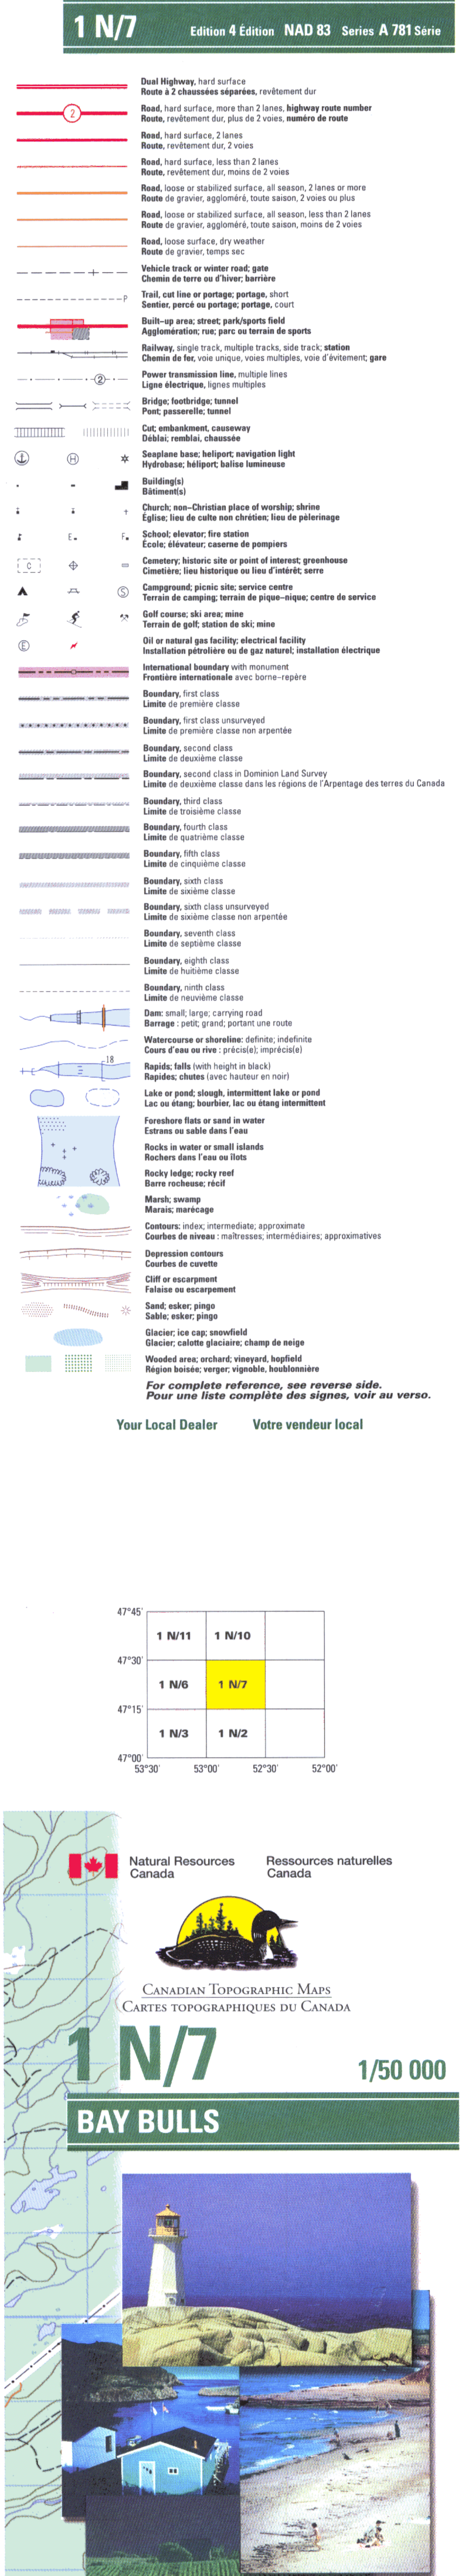 1 N/7 Edition 4 Édition NAD 83 Series A 781 Série
Dual Highway, hard surface
Route à 2 chaussées séparées, revêtement dur
2
Road, hard surface, more than 2 lanes, highway route number
Route, revêtement dur, plus de 2 voies, numéro de route
Road, hard surface, 2 lanes
Route, revêtement dur, 2 voies
Road, hard surface, less than 2 lanes
Route, revêtement dur, moins de 2 voies
Road, loose or stabilized surface, all season, 2 lanes or more
Route de gravier, aggloméré, toute saison, 2 voies ou plus
Road, loose or stabilized surface, all season, less than 2 lanes
Route de gravier, aggloméré, toute saison, moins de 2 voies
Road, loose surface, dry weather
Route de gravier, temps sec
Vehicle track or winter road; gate
Chemin de terre ou d'hiver; barrière
P
Trail, cut line or portage; portage, short
Sentier, percé ou portage; portage, court
Built-up area; street; park/sports field
Agglomération; rue; parc ou terrain de sports
Railway, single track, multiple tracks, side track; station
Chemin de fer, voie unique, voies multiples, voie d'évitement; gare
2
Power transmission line, multiple lines
Ligne électrique, lignes multiples
Bridge; footbridge; tunnel
Pont; passerelle; tunnel
Cut; embankment, causeway
Déblai; remblai, chaussée
H
Seaplane base; heliport; navigation light
Hydrobase; héliport; balise lumineuse
Building(s)
Bâtiment(s)
Church; non-Christian place of worship; shrine
Église; lieu de culte non chrétien; lieu de pèlerinage
E F
School; elevator; fire station
École; élévateur; caserne de pompiers
C
Cemetery; historic site or point of interest; greenhouse
Cimetière; lieu historique ou lieu d'intérêt; serre
S
Campground; picnic site; service centre
Terrain de camping; terrain de pique-nique; centre de service
Golf course; ski area; mine
Terrain de golf; station de ski; mine
E
Oil or natural gas facility; electrical facility
Installation pétrolière ou de gaz naturel; installation électrique
International boundary with monument
Frontière internationale avec borne-repère
Boundary, first class
Limite de première classe
Boundary, first class unsurveyed
Limite de première classe non arpentée
Boundary, second class
Limite de deuxième classe
Boundary, second class in Dominion Land Survey
Limite de deuxième classe dans les régions de l'Arpentage des terres du Canada
Boundary, third class
Limite de troisième classe
Boundary, fourth class
Limite de quatrième classe
Boundary, fifth class
Limite de cinquième classe
Boundary, sixth class
Limite de sixième classe
Boundary, sixth class unsurveyed
Limite de sixième classe non arpentée
Boundary, seventh class
Limite de septième classe
Boundary, eighth class
Limite de huitième classe
Boundary, ninth class
Limite de neuvième classe
Dam: small; large; carrying road
Barrage : petit; grand; portant une route
Watercourse or shoreline: definite; indefinite
Cours d'eau ou rive : précis(e); imprécis(e)
18
Rapids; falls (with height in black)
Rapides; chutes (avec hauteur en noir)
Lake or pond; slough, intermittent lake or pond
Lac ou étang; bourbier, lac ou étang intermittent
Foreshore flats or sand in water
Estrans ou sable dans l'eau
Rocks in water or small islands
Rochers dans l'eau ou îlots
Rocky ledge; rocky reef
Barre rocheuse; récif
Marsh; swamp
Marais; marécage
Contours: index; intermediate; approximate
Courbes de niveau : maîtresses; intermédiaires; approximatives
Depression contours
Courbes de cuvette
Cliff or escarpment
Falaise ou escarpement
Sand; esker; pingo
Sable; esker; pingo
Glacier; ice cap; snowfield
Glacier; calotte glaciaire; champ de neige
Wooded area; orchard; vineyard, hopfield
Région boisée; verger; vignoble, houblonnière
For complete reference, see reverse side.
Pour une liste complète des signes, voir au verso.
Your Local Dealer Votre vendeur local
47°45'
1 N/11 1 N/10
47°30'
1 N/6 1 N/7
47°15'
1 N/3 1 N/2
47°00'
53°30' 53°00' 52°30' 52°00'
Natural Resources Ressources naturelles
Canada Canada
CANADIAN TOPOGRAPHIC MAPS
CARTES TOPOGRAPHIQUES DU CANADA
1 N/7
1/50 000
BAY BULLS